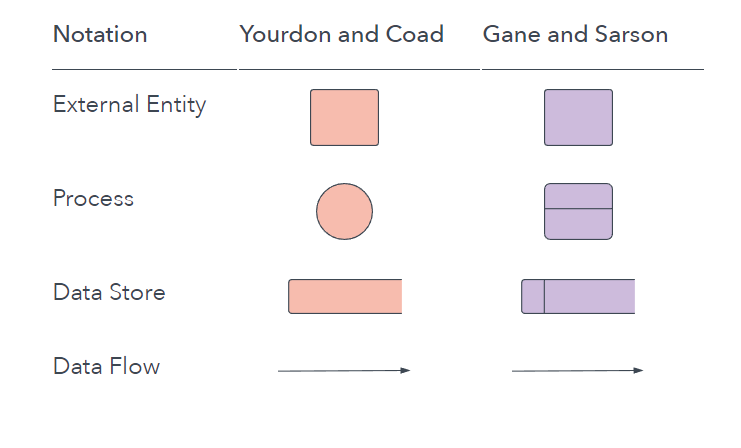 Notation Yourdon and Coad Gane and Sarson
External Entity
Process
Data Store
Data Flow